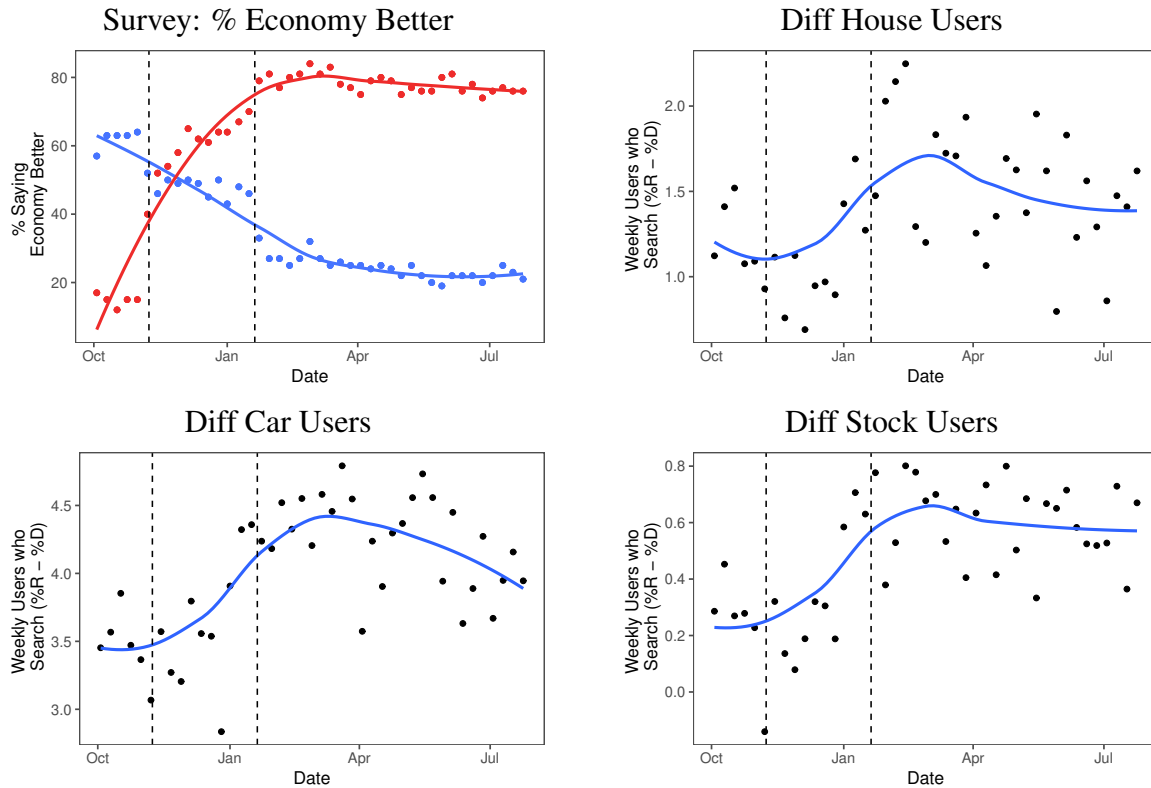 Survey: % Economy Better
% Saying
Economy Better
80
60
40
20
Oct
Jan
Apr
Jul
Date
Diff House Users
Weekly Users who
Search (%R − %D)
2.0
1.5
1.0
Oct
Jan
Apr
Jul
Date
Diff Car Users
Weekly Users who
Search (%R − %D)
4.5
4.0
3.5
3.0
Oct
Jan
Apr
Jul
Date
Diff Stock Users
Weekly Users who
Search (%R − %D)
0.8
0.6
0.4
0.2
0.0
Oct
Jan
Apr
Jul
Date